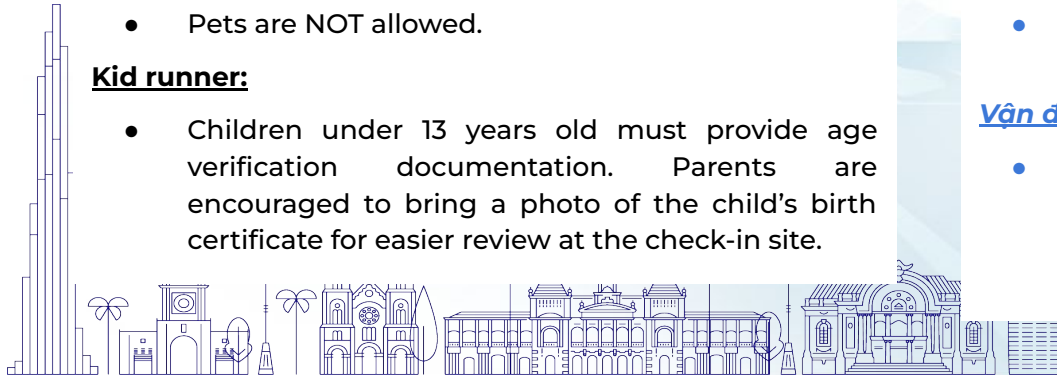 ● Pets are NOT allowed.
Kid runner:
● Children under 13 years old must provide age
verification documentation. Parents are
encouraged to bring a photo of the child’s birth
certificate for easier review at the check-in site.
●
Vận
●